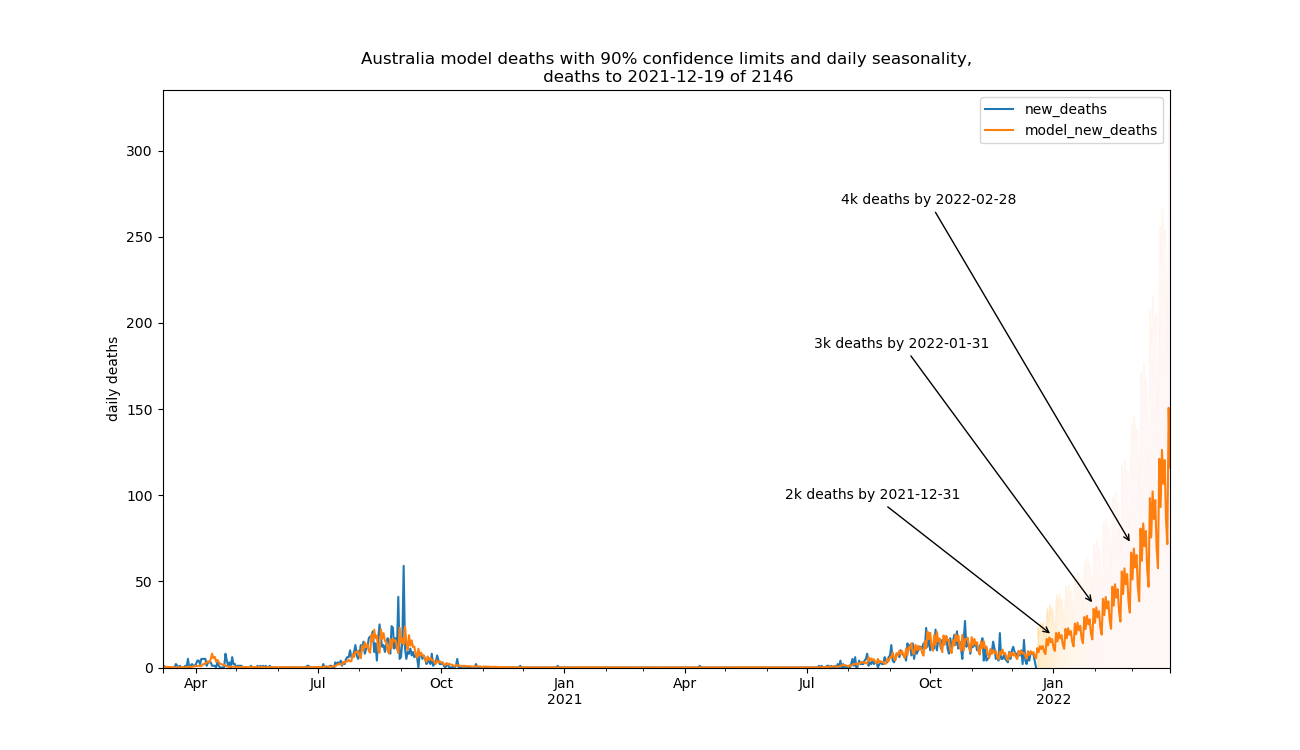 Australia model deaths with 90% confidence limits and daily seasonality,
deaths to 2021-12-19 of 2146
new_deaths
model_new_deaths
300
250
200
150
100
50
0
daily deaths
4k deaths by 2022-02-28
3k deaths by 2022-01-31
2k deaths by 2021-12-31
Apr
Jul
Oct
Jan
2021
Apr
Jul
Oct
Jan
2022